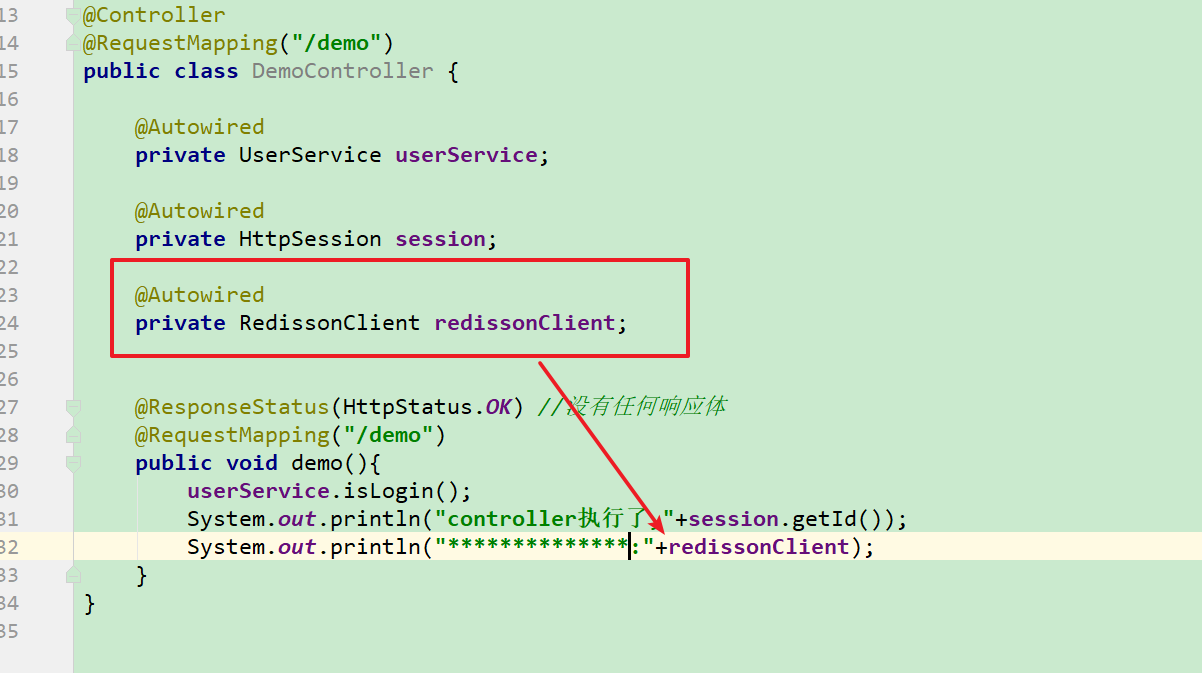 13 @Controller
14 @RequestMapping("/demo")
15 public class DemoController {
16
17 @Autowired
18 private UserService userService;
19
20 @Autowired
21 private HttpSession session;
22
23 @Autowired
24 private RedissonClient redissonClient;
25
26
27 @ResponseStatus(HttpStatus.OK) //没有任何响应体
28 @RequestMapping("/demo")
29 public void demo(){
30 userService.isLogin();
31 System.out.println("controller执行了,"+session.getId());
32 System.out.println("**************:"+redissonClient);
33 }
34 }
35